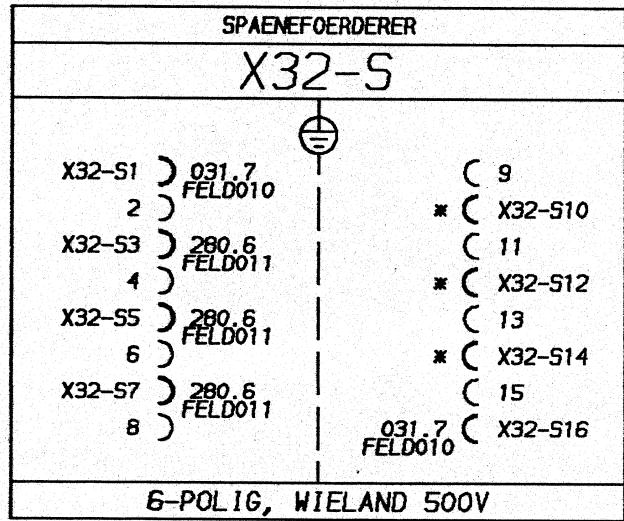 SPAENEFOERDERER
X32-S
X32-S1 031.7
FELD010
2
X32-S3 280.6
FELD011
4
X32-S5 280.6
FELD011
6
X32-S7 280.6
FELD011
8
9
* X32-S10
11
* X32-S12
13
* X32-S14
15
031.7 X32-S16
FELD010
6-POLIG, WIELAND 500V